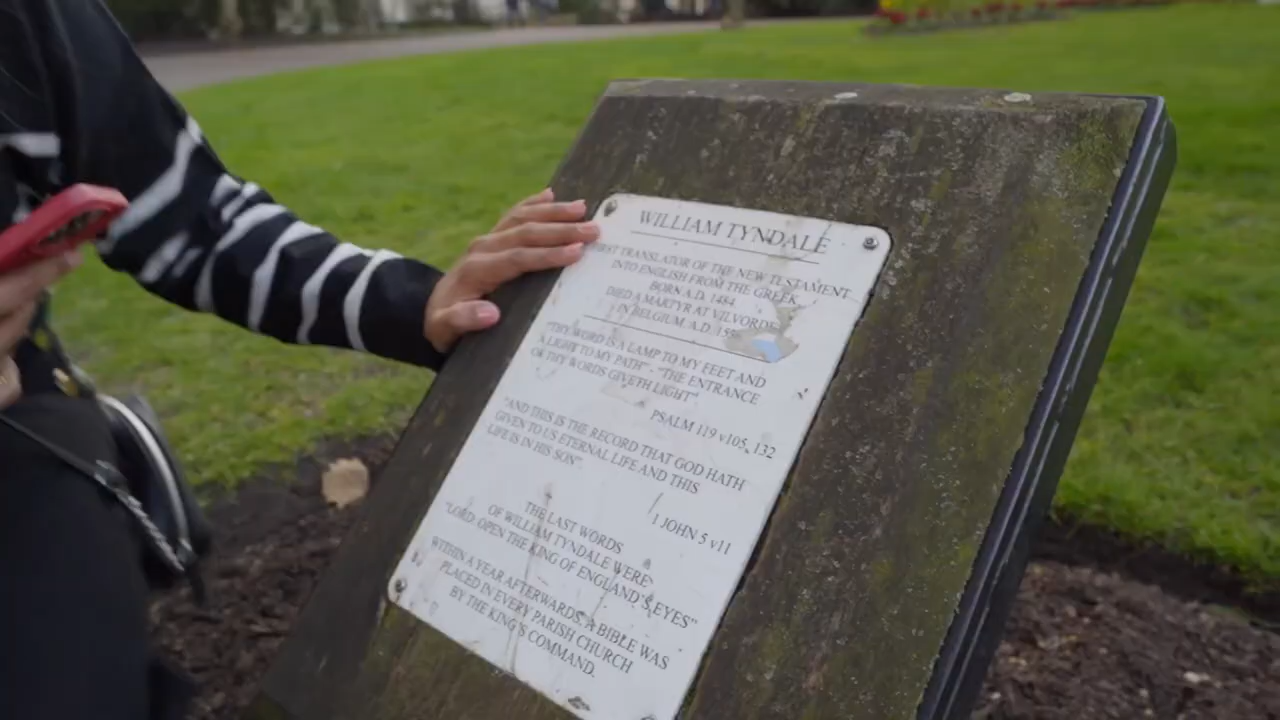 WILLIAM TYNDALE
FIRST TRANSLATOR OF THE NEW TESTAMENT
INTO ENGLISH FROM THE GREEK.
BORN A.D. 1484
DIED A MARTYR AT VILVORDE
IN BELGIUM, A.D.
"THY WORD IS A LAMP TO MY FEET AND
A LIGHT TO MY PATH" - "THE ENTRANCE
OF THY WORDS GIVETH LIGHT"
PSALM 119 v105, 132
"AND THIS IS THE RECORD THAT GOD HATH
GIVEN TO US ETERNAL LIFE AND THIS
LIFE IS IN HIS SON"
1 JOHN 5 v11
THE LAST WORDS
OF WILLIAM TYNDALE WERE
"LORD, OPEN THE KING OF ENGLAND'S EYES"
WITHIN A YEAR AFTERWARDS, A BIBLE WAS
PLACED IN EVERY PARISH CHURCH
BY THE KING'S COMMAND.